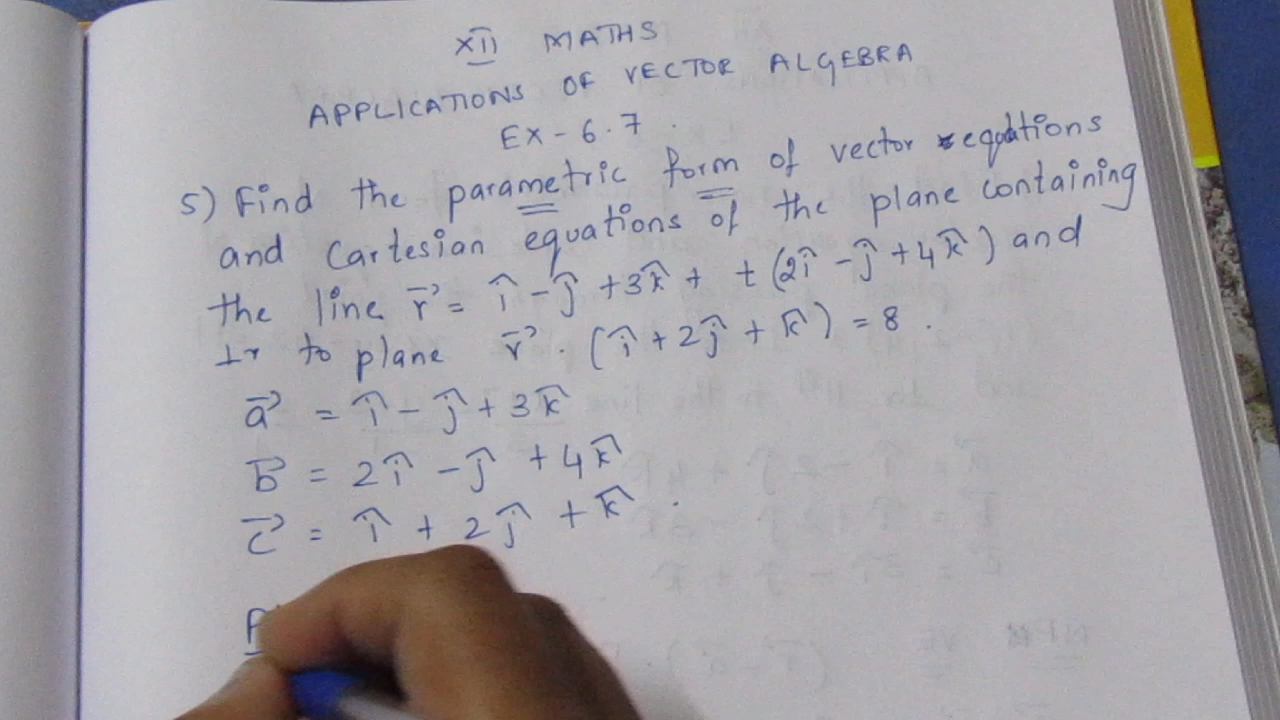 XII MATHS
APPLICATIONS OF VECTOR ALGEBRA
EX - 6.7
5) Find the parametric form of vector equations
and Cartesian equations of the plane containing
the line r⃗ = î - ĵ + 3k̂ + t (2î - ĵ + 4k̂) and
⊥r to plane r⃗ . (î + 2ĵ + k̂) = 8 .
a⃗ = î - ĵ + 3k̂
b⃗ = 2î - ĵ + 4k̂
c⃗ = î + 2ĵ + k̂ .